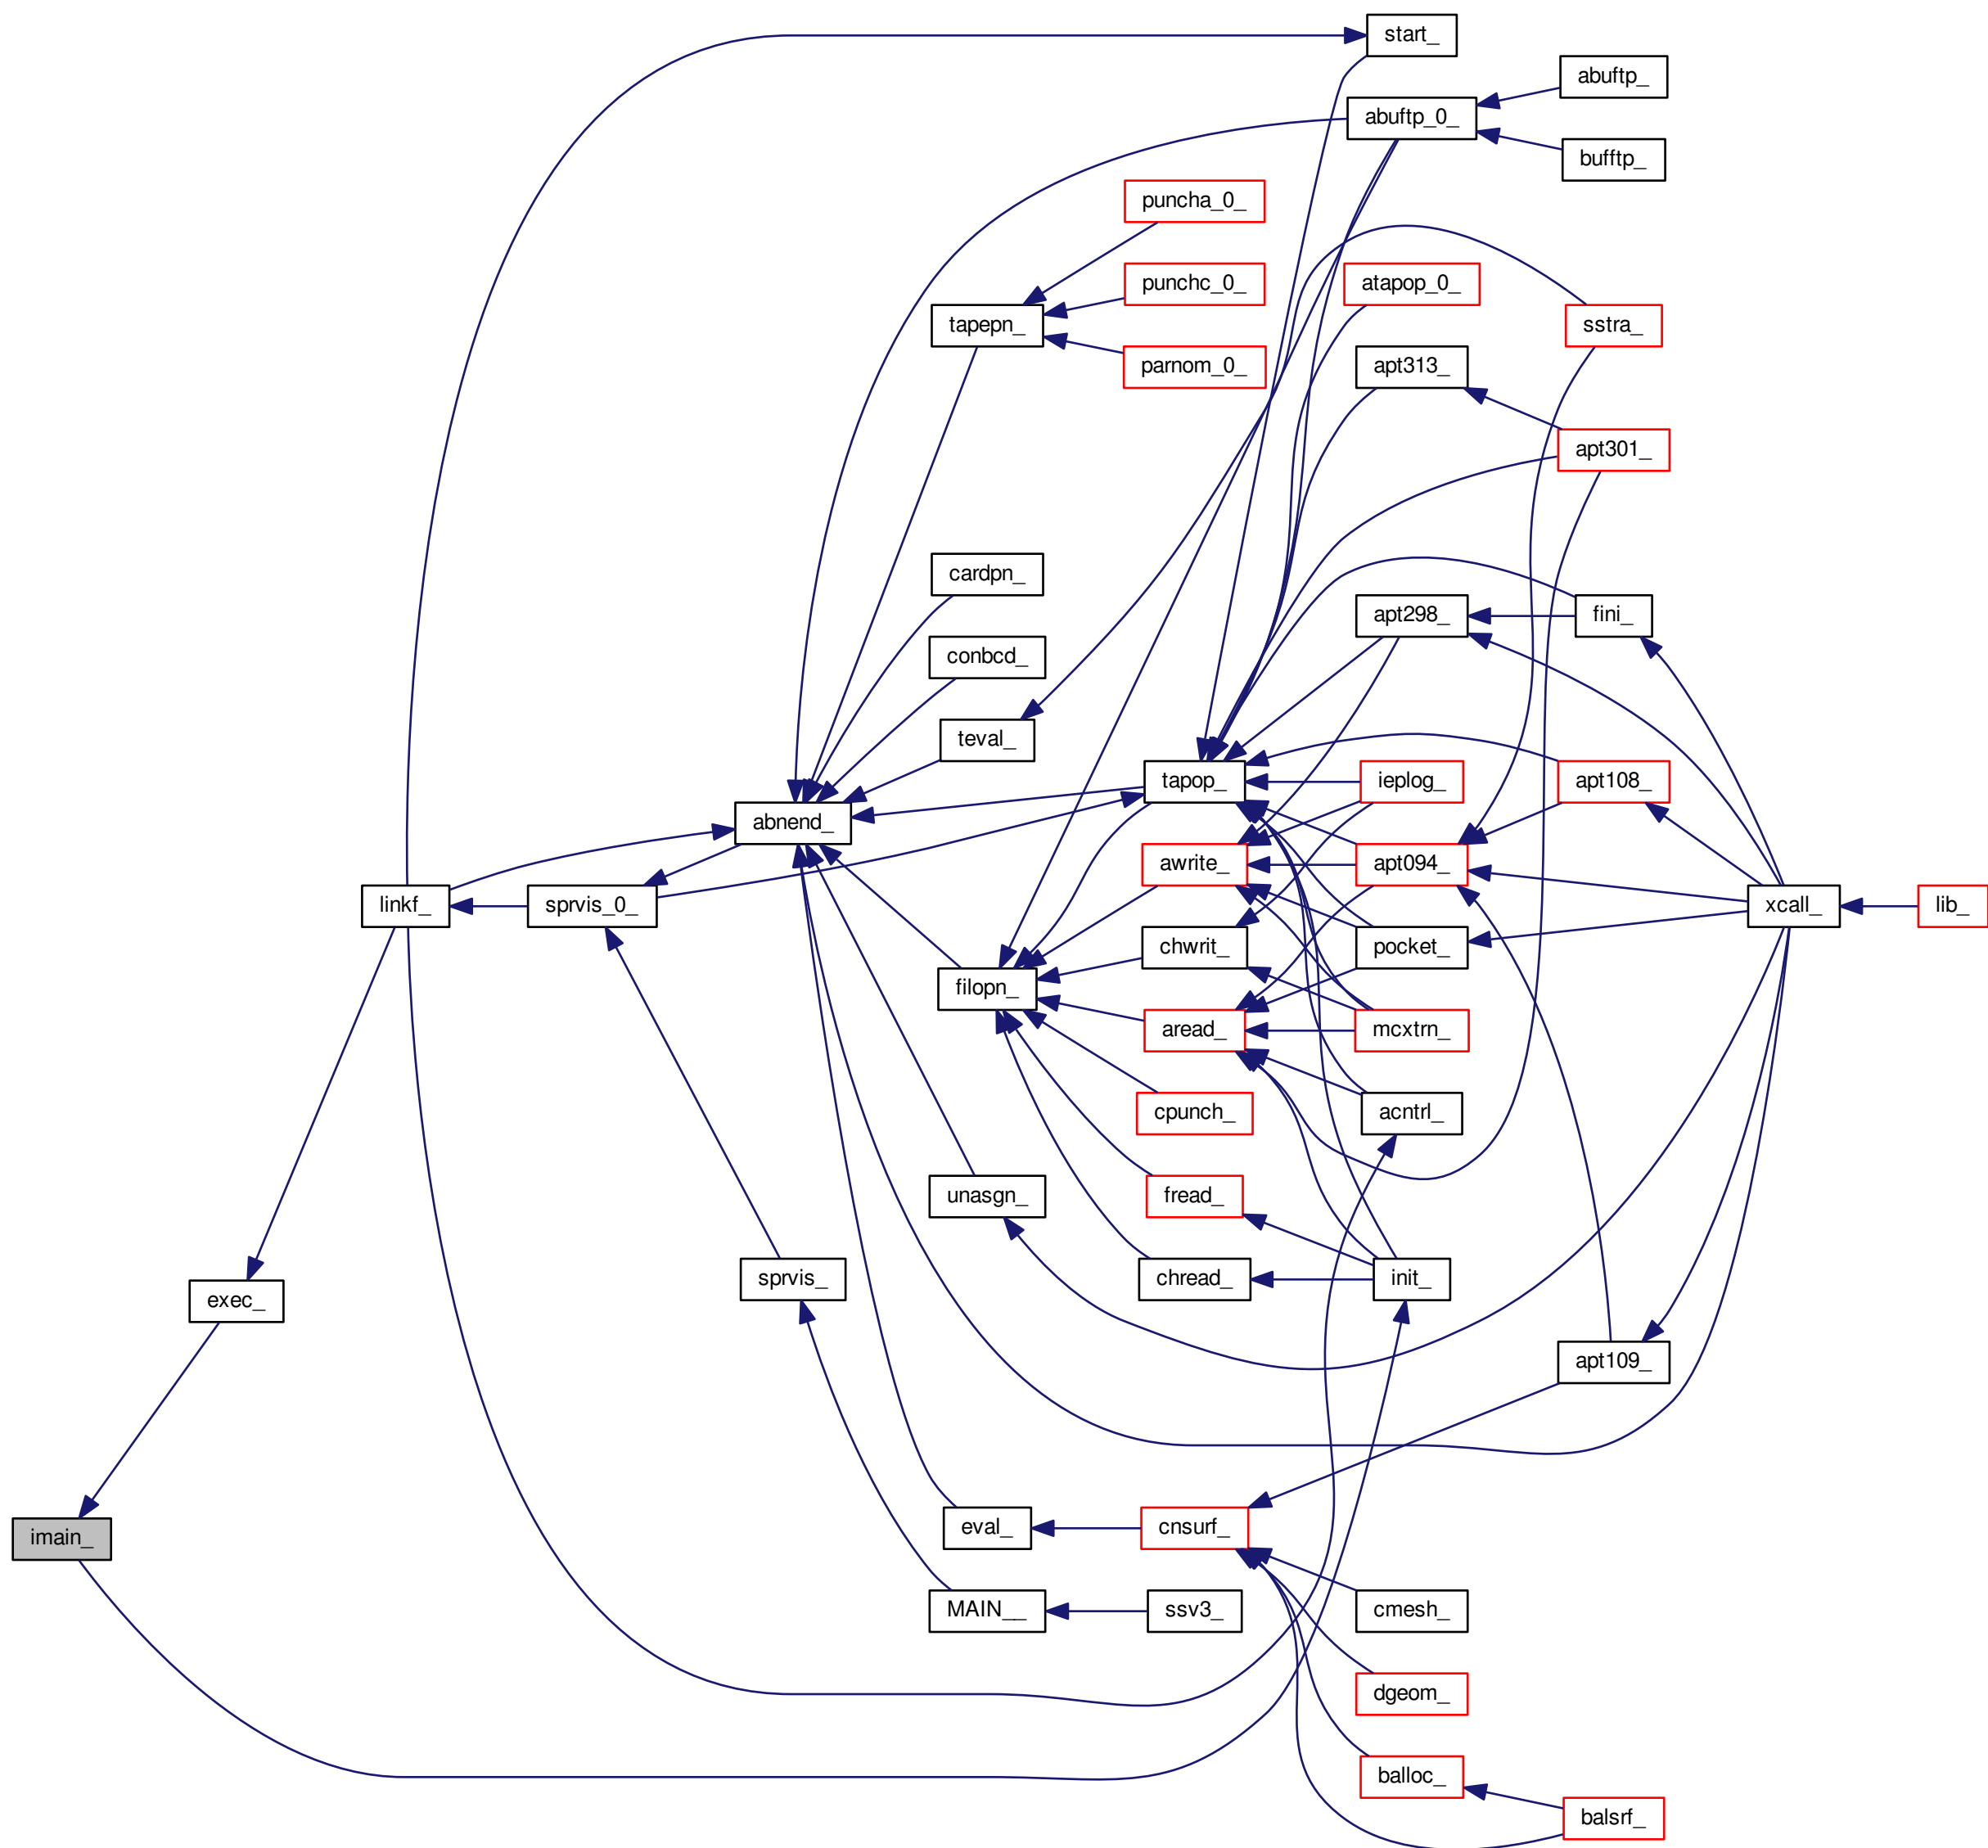 start_
abuftp_
abuftp_0_
bufftp_
puncha_0_
punchc_0_
atapop_0_
tapepn_
sstra_
parnom_0_
apt313_
apt301_
cardpn_
apt298_
fini_
conbcd_
teval_
tapop_
ieplog_
apt108_
abnend_
awrite_
apt094_
linkf_
sprvis_0_
xcall_
lib_
chwrit_
pocket_
filopn_
aread_
mcxtrn_
cpunch_
acntrl_
unasgn_
fread_
exec_
sprvis_
chread_
init_
apt109_
imain_
eval_
cnsurf_
MAIN__
ssv3_
cmesh_
dgeom_
balloc_
balsrf_